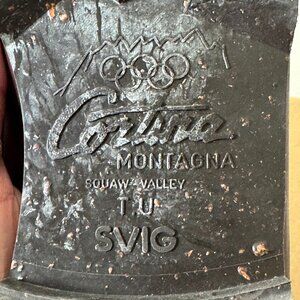 Cortina
MONTAGNA
SQUAW-VALLEY
T.U
SVIG